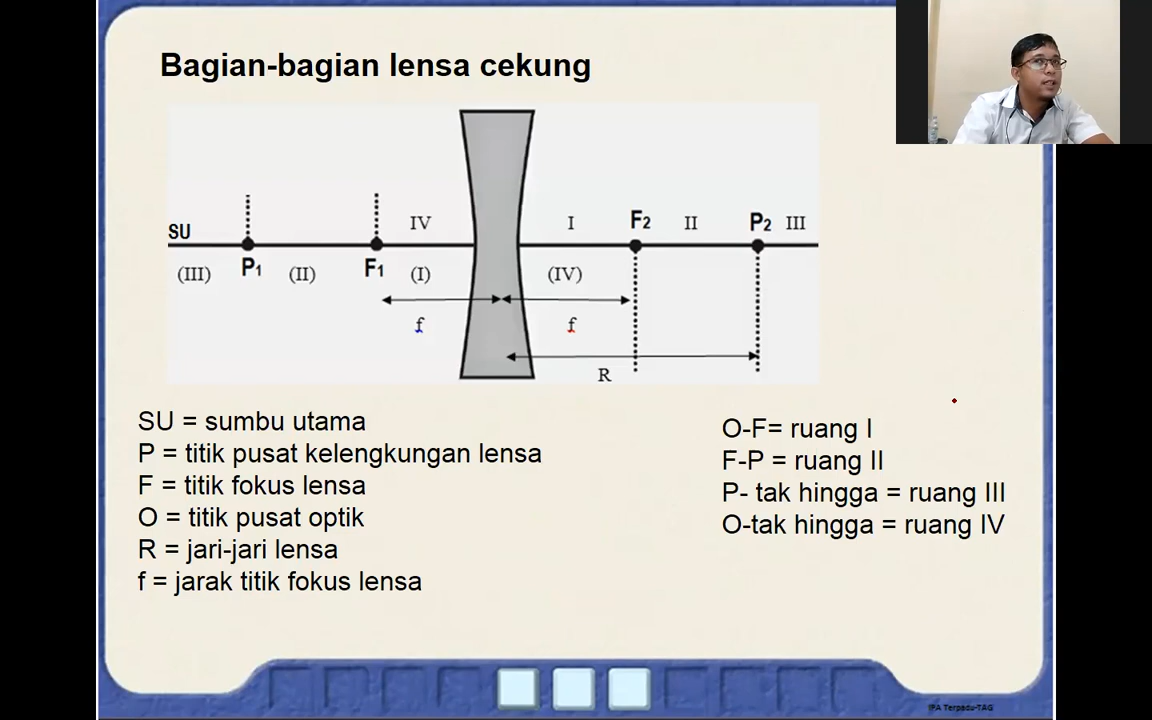 Bagian-bagian lensa cekung
IV I F2 II P2 III
SU
(III) P1 (II) F1 (I) (IV)
f f
R
SU = sumbu utama
P = titik pusat kelengkungan lensa
F = titik fokus lensa
O = titik pusat optik
R = jari-jari lensa
f = jarak titik fokus lensa
O-F= ruang I
F-P = ruang II
P- tak hingga = ruang III
O-tak hingga = ruang IV
IPA Terpadu-TAG